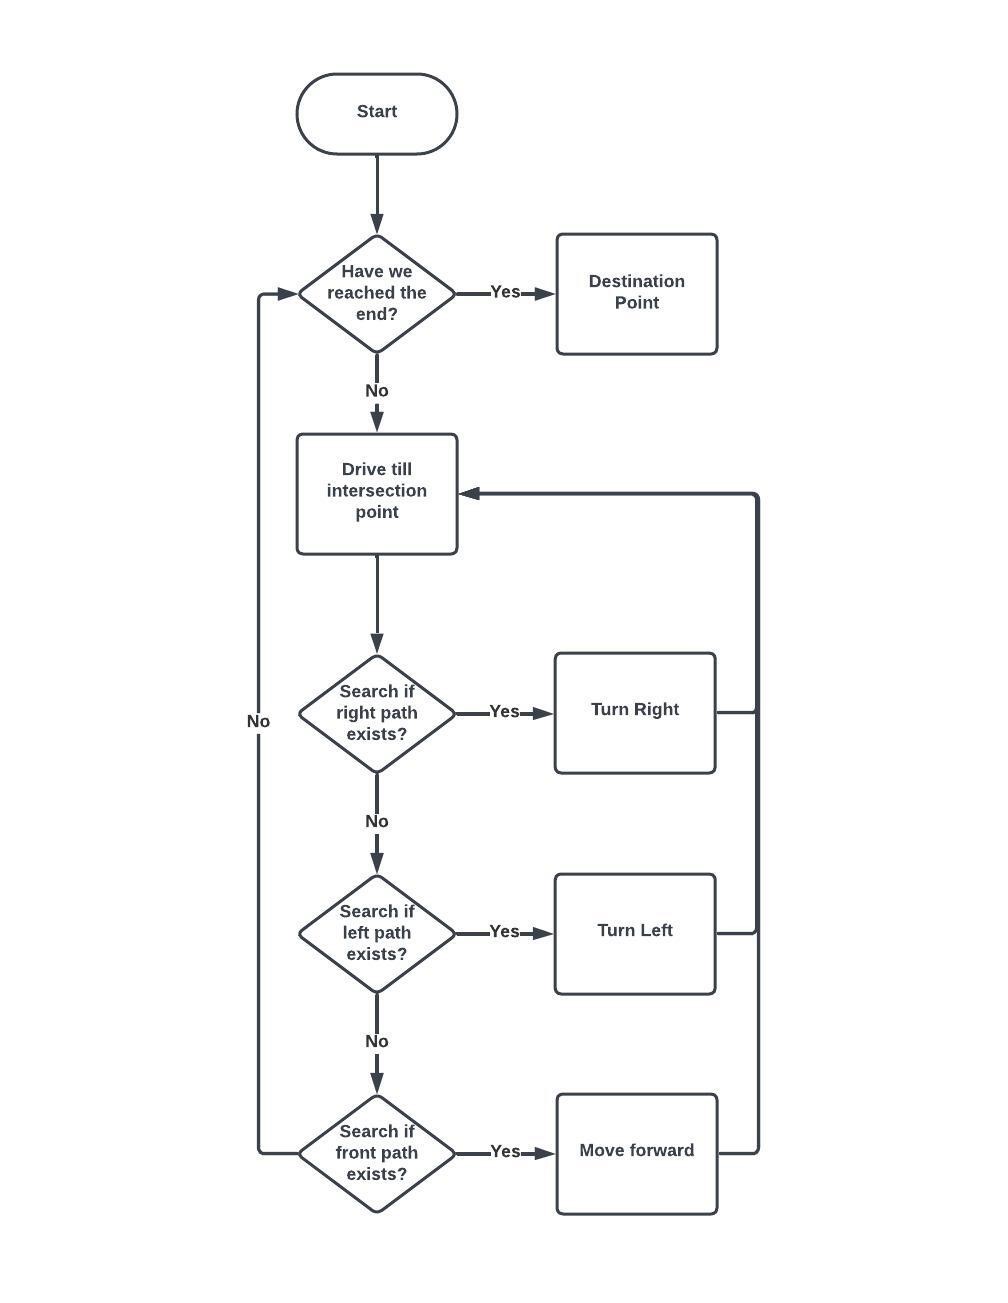 Start
Have we
reached the
end?
Yes
Destination
Point
No
Drive till
intersection
point
Search if
right path
exists?
Yes
Turn Right
No
No
Search if
left path
exists?
Yes
Turn Left
No
Search if
front path
exists?
Yes
Move forward